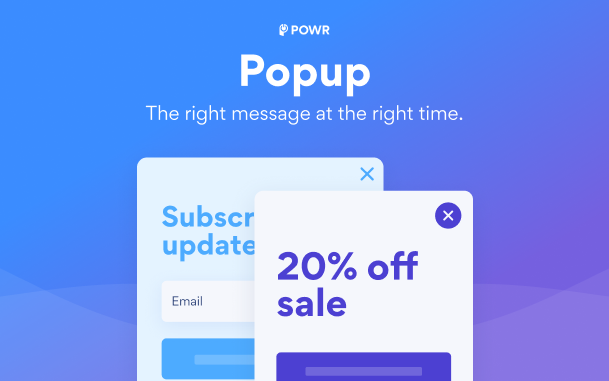 POWR
Popup
The right message at the right time.
Subscr
update
Email
20% off
sale